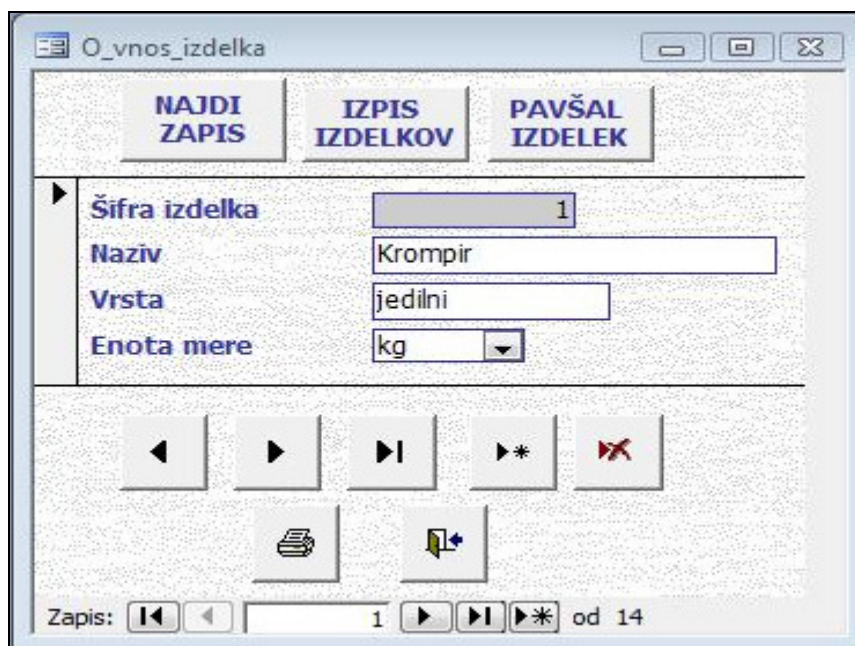 O_vnos_izdelka
NAJDI
ZAPIS
IZPIS
IZDELKOV
PAVŠAL
IZDELEK
Šifra izdelka 1
Naziv Krompir
Vrsta jedilni
Enota mere kg
Zapis: 1 od 14